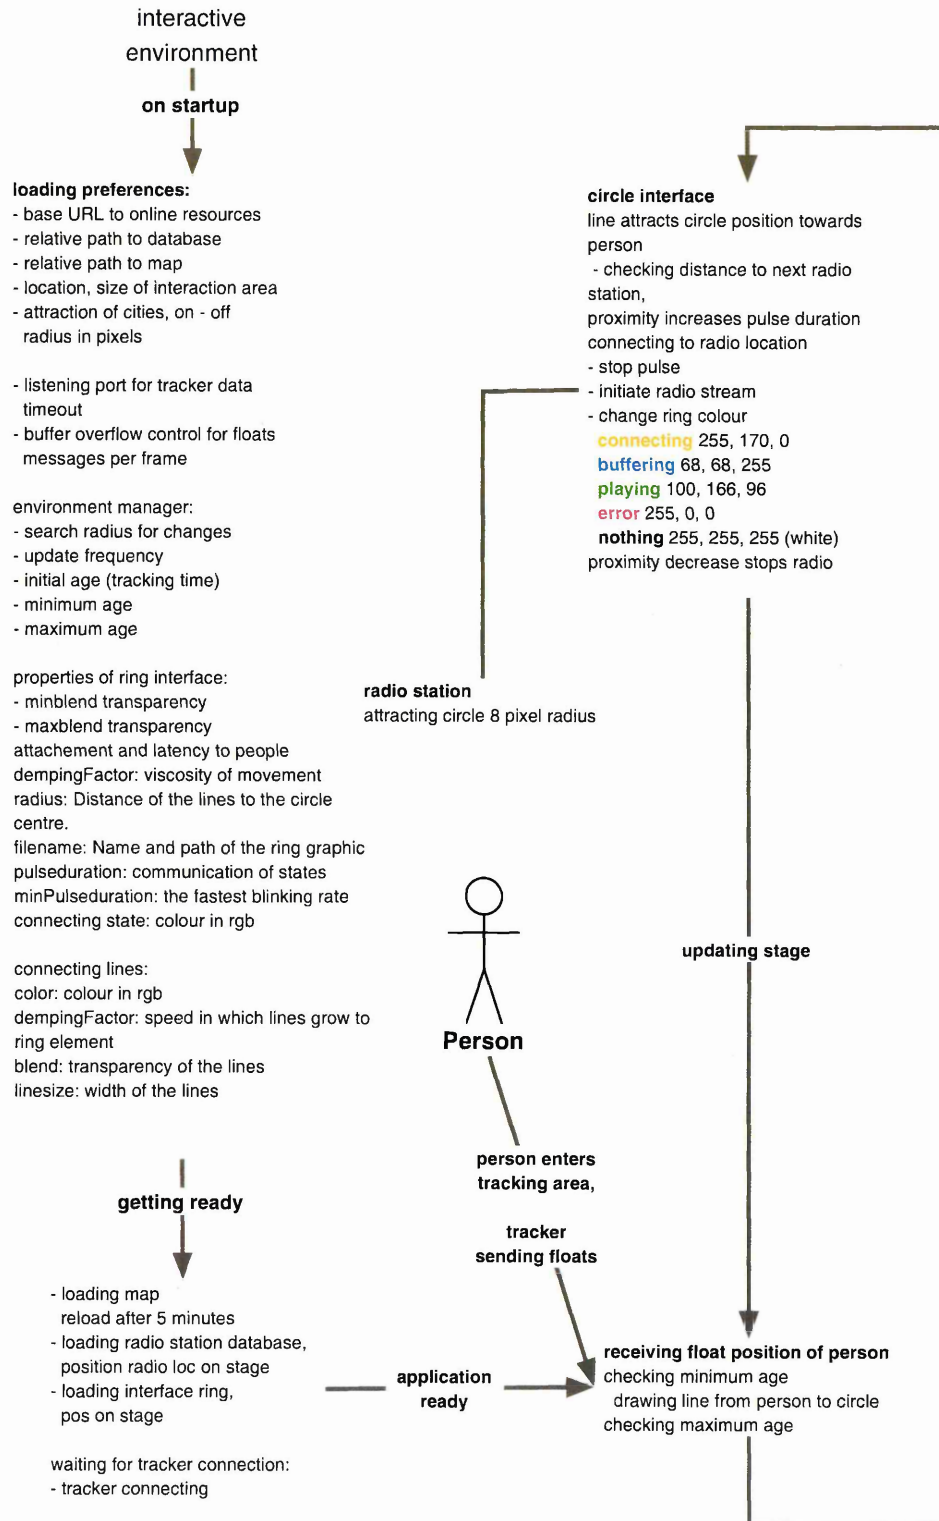 interactive
environment
on startup
loading preferences:
- base URL to online resources
- relative path to database
- relative path to map
- location, size of interaction area
- attraction of cities, on - off
radius in pixels
- listening port for tracker data
timeout
- buffer overflow control for floats
messages per frame
environment manager:
- search radius for changes
- update frequency
- initial age (tracking time)
- minimum age
- maximum age
properties of ring interface:
- minblend transparency
- maxblend transparency
attachement and latency to people
dempingFactor: viscosity of movement
radius: Distance of the lines to the circle
centre.
filename: Name and path of the ring graphic
pulseduration: communication of states
minPulseduration: the fastest blinking rate
connecting state: colour in rgb
connecting lines:
color: colour in rgb
dempingFactor: speed in which lines grow to
ring element
blend: transparency of the lines
linesize: width of the lines
getting ready
- loading map
reload after 5 minutes
- loading radio station database,
position radio loc on stage
- loading interface ring,
pos on stage
waiting for tracker connection:
- tracker connecting
application
ready
circle interface
line attracts circle position towards
person
- checking distance to next radio
station,
proximity increases pulse duration
connecting to radio location
- stop pulse
- initiate radio stream
- change ring colour
connecting 255, 170, 0
buffering 68, 68, 255
playing 100, 166, 96
error 255, 0, 0
nothing 255, 255, 255 (white)
proximity decrease stops radio
radio station
attracting circle 8 pixel radius
updating stage
Person
person enters
tracking area,
tracker
sending floats
receiving float position of person
checking minimum age
drawing line from person to circle
checking maximum age